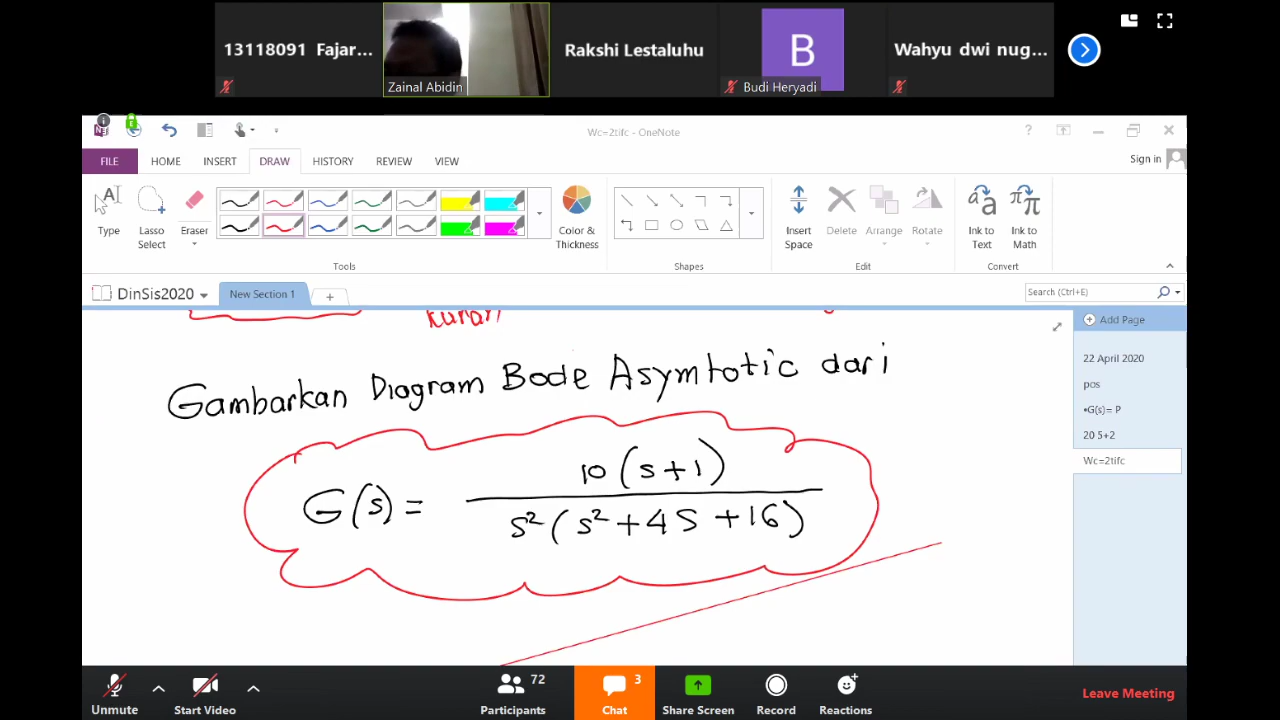 13118091 Fajar...
Zainal Abidin
Rakshi Lestaluhu
B
Budi Heryadi
Wahyu dwi nug...
Wc=2tifc - OneNote
FILE HOME INSERT DRAW HISTORY REVIEW VIEW
Sign in
Type
Lasso Select
Eraser
Color & Thickness
Insert Space
Delete
Arrange
Rotate
Ink to Text
Ink to Math
Tools
Shapes
Edit
Convert
DinSis2020
New Section 1
Search (Ctrl+E)
Add Page
22 April 2020
pos
•G(s)= P
20 S+2
Wc=2tifc
Gambarkan Diagram Bode Asymtotic dari
G(s) = 10(s+1) / s²(s²+4s+16)
Unmute
Start Video
72
Participants
3
Chat
Share Screen
Record
Reactions
Leave Meeting